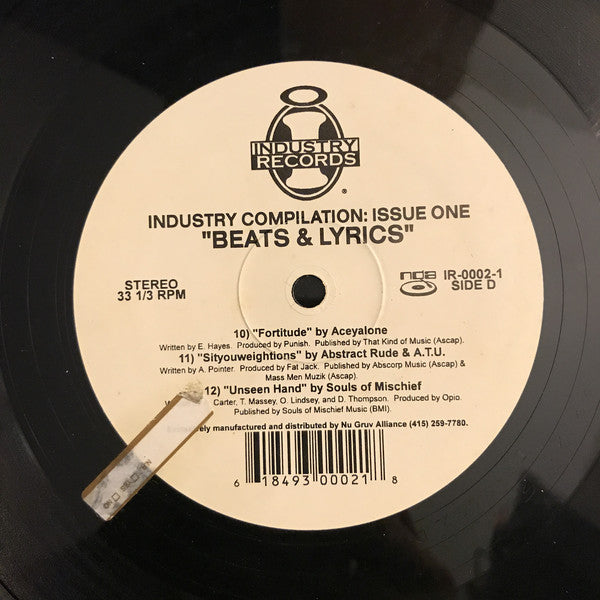 INDUSTRY
RECORDS
®
INDUSTRY COMPILATION: ISSUE ONE
"BEATS & LYRICS"
STEREO
33 1/3 RPM
nga IR-0002-1
SIDE D
10) "Fortitude" by Aceyalone
Written by E. Hayes. Produced by Punish. Published by That Kind of Music (Ascap).
11) "Sityouweightions" by Abstract Rude & A.T.U.
Written by A. Pointer. Produced by Fat Jack. Published by Abscorp Music (Ascap) &
Mass Men Muzik (Ascap).
12) "Unseen Hand" by Souls of Mischief
Carter, T. Massey, O. Lindsey, and D. Thompson. Produced by Opio.
Published by Souls of Mischief Music (BMI).
manufactured and distributed by Nu Gruv Alliance (415) 259-7780.
6 18493 00021 8